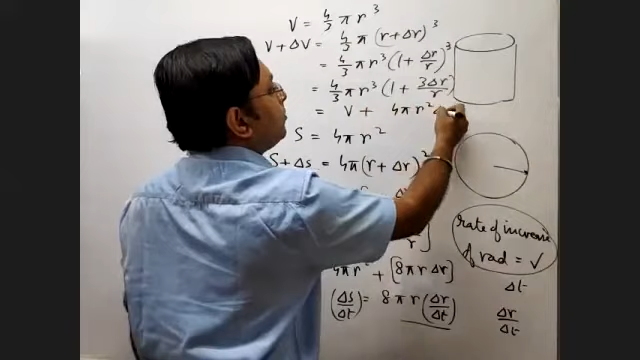 V = 4/3 π r³
V + ΔV = 4/3 π (r+Δr)³
= 4/3 π r³ (1 + Δr/r)³
= 4/3 π r³ (1 + 3Δr/r)
= V + 4π r²
S = 4π r²
S + Δs = 4π(r + Δr)²
rate of increase
of rad = ✓
4π r² + [8π r Δr]
Δt
(Δs/Δt) = 8 π r (Δr/Δt)
Δr/Δt